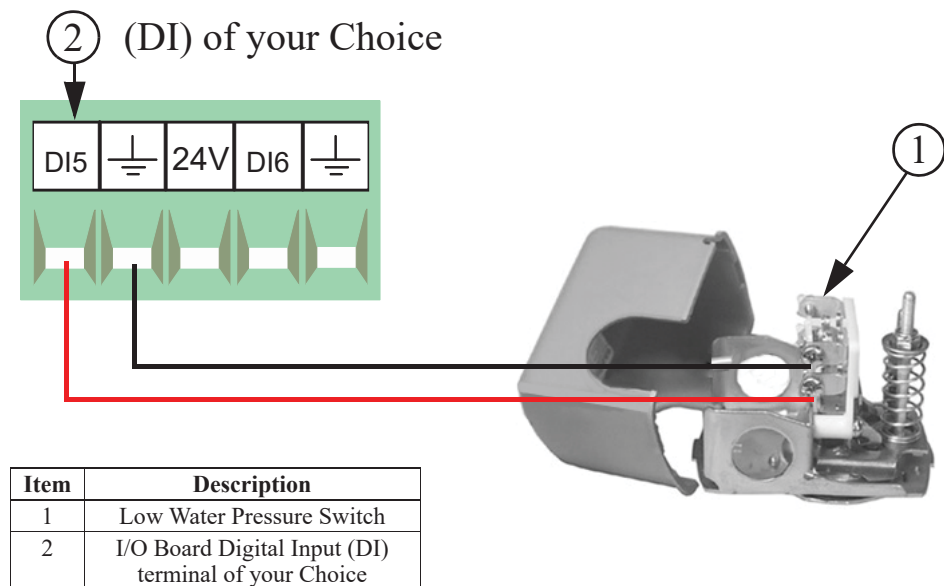 2 (DI) of your Choice
DI5 24V DI6
1
Item Description
1 Low Water Pressure Switch
2 I/O Board Digital Input (DI)
terminal of your Choice